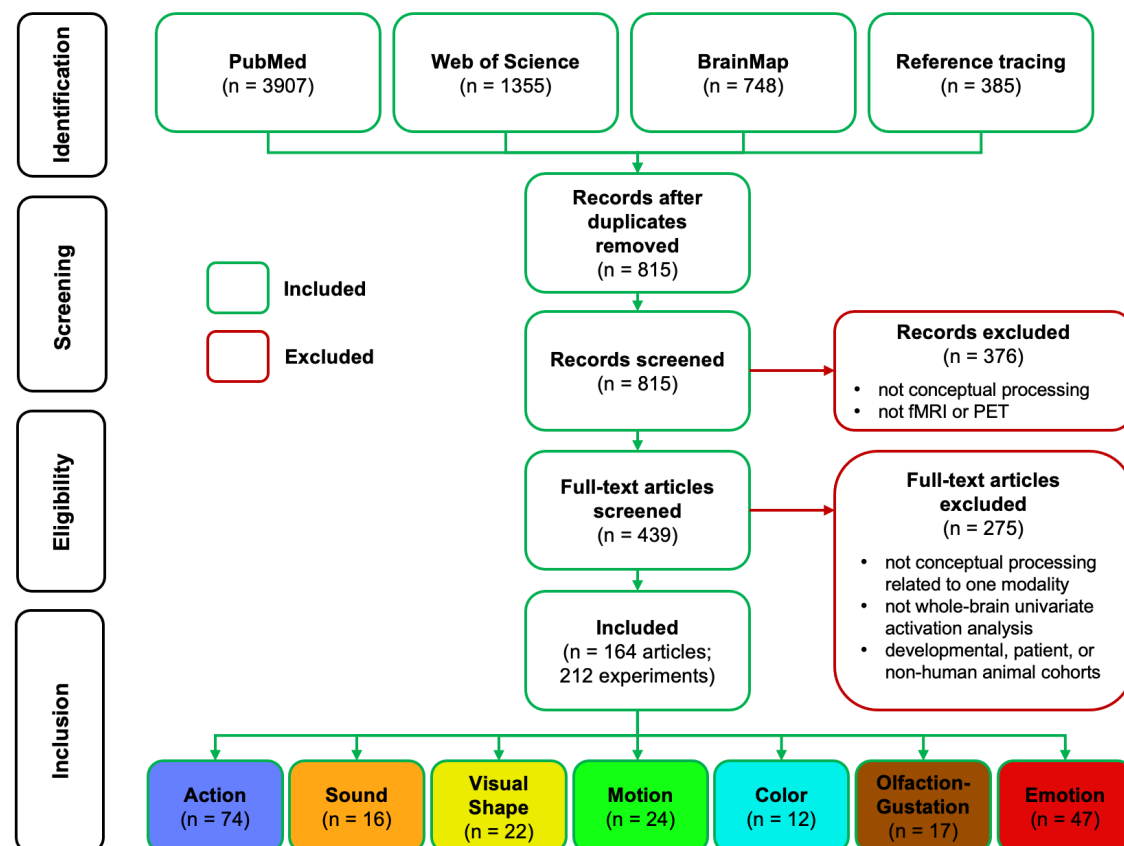 Identification
PubMed
(n = 3907)
Web of Science
(n = 1355)
BrainMap
(n = 748)
Reference tracing
(n = 385)
Screening
Records after
duplicates
removed
(n = 815)
Included
Excluded
Records screened
(n = 815)
Records excluded
(n = 376)
• not conceptual processing
• not fMRI or PET
Eligibility
Full-text articles
screened
(n = 439)
Full-text articles
excluded
(n = 275)
• not conceptual processing
related to one modality
• not whole-brain univariate
activation analysis
• developmental, patient, or
non-human animal cohorts
Inclusion
Included
(n = 164 articles;
212 experiments)
Action
(n = 74)
Sound
(n = 16)
Visual
Shape
(n = 22)
Motion
(n = 24)
Color
(n = 12)
Olfaction-
Gustation
(n = 17)
Emotion
(n = 47)